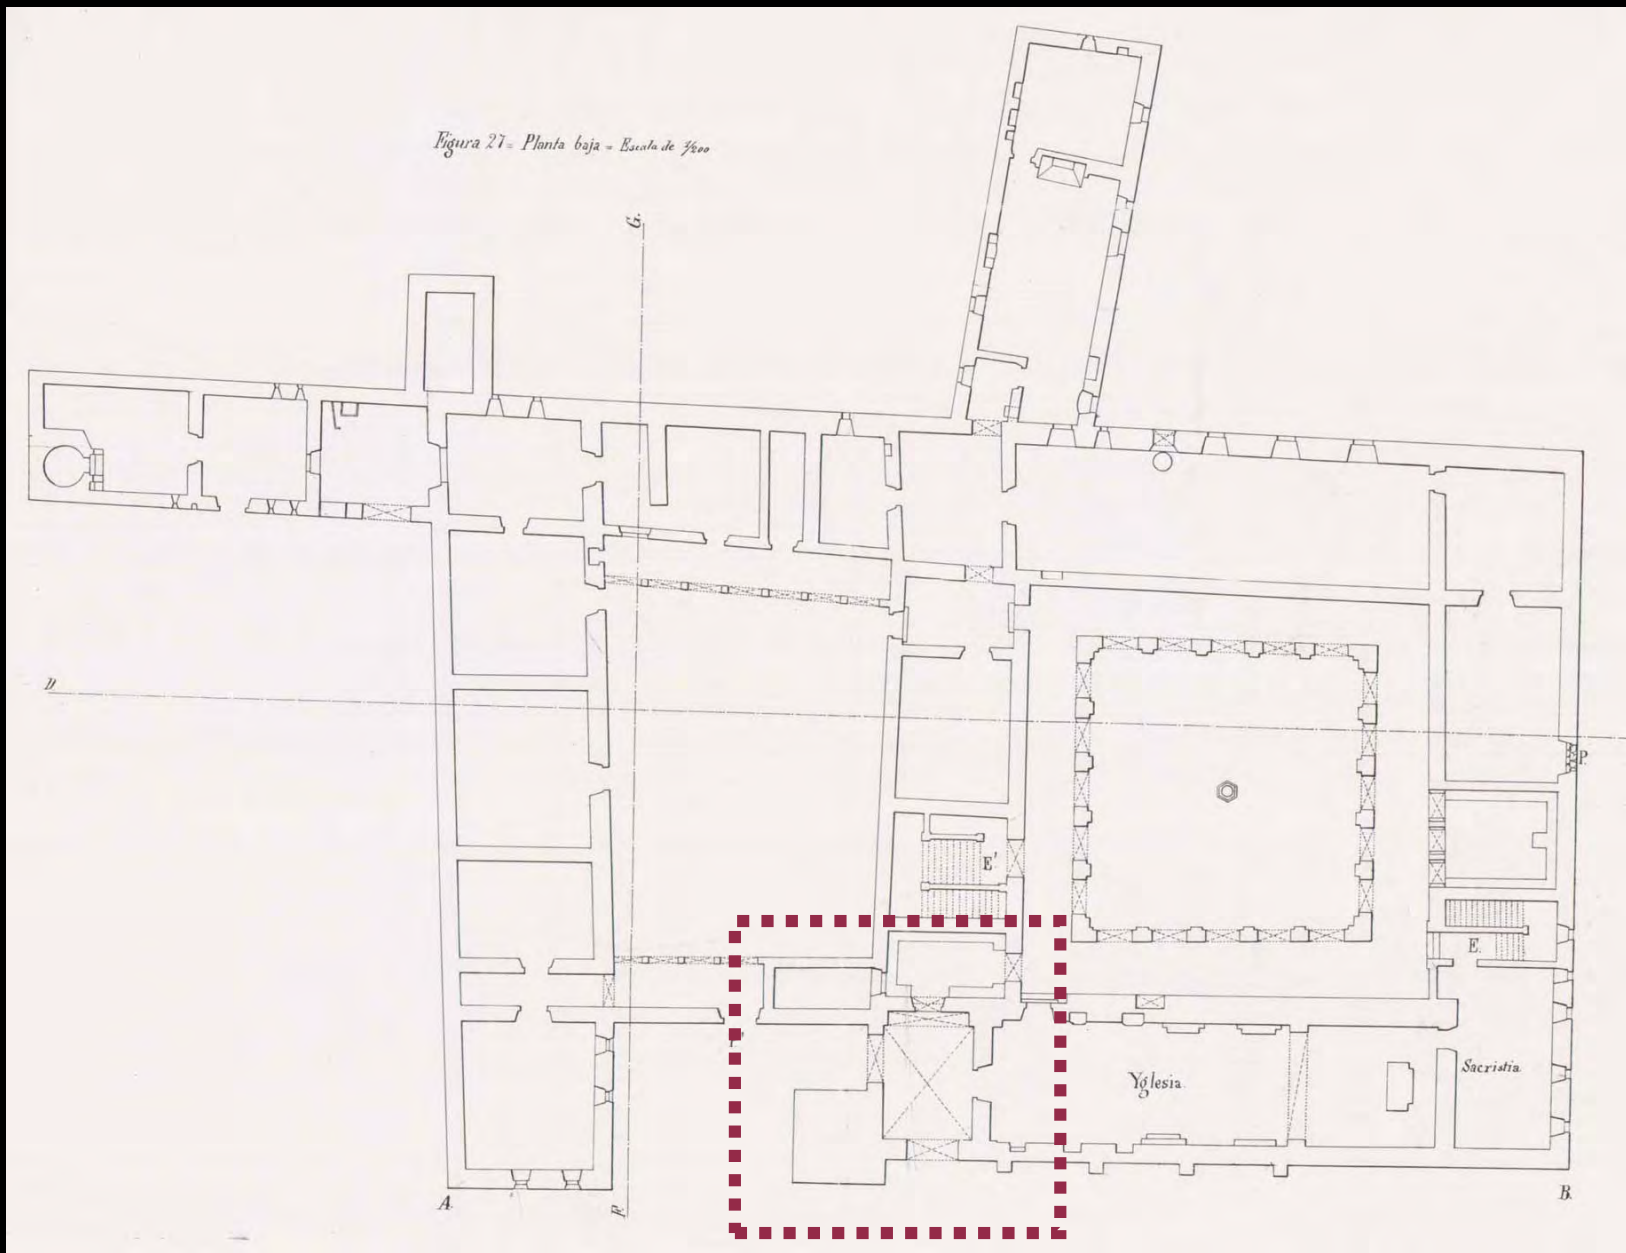 Figura 27 = Planta baja = Escala de 1/200
G.
D
P.
E'
E.
Yglesia
Sacristia
A.
F.
B.